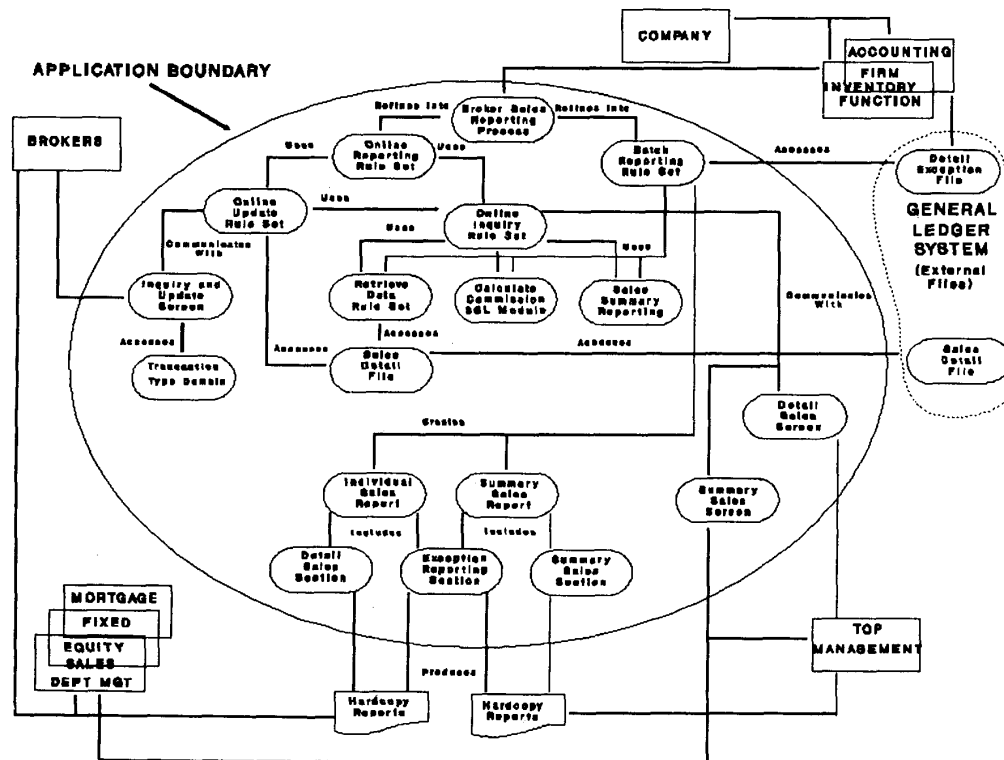 COMPANY
ACCOUNTING
FIRM
INVENTORY
FUNCTION
APPLICATION BOUNDARY
BROKERS
Refines Into
Broker Sales
Reporting
Process
Refines Into
Uses
Online
Reporting
Rule Set
Uses
Batch
Reporting
Rule Set
Accesses
Detail
Exception
File
GENERAL
LEDGER
SYSTEM
(External
Files)
Online
Update
Rule Set
Uses
Online
Inquiry
Rule Set
Communicates
With
Uses
Uses
Inquiry and
Update
Screen
Retrieve
Data
Rule Set
Calculate
Commission
Module
Sales
Summary
Reporting
Communicates
With
Accesses
Accesses
Accesses
Accesses
Transaction
Type Domain
Sales
Detail
File
Sales
Detail
File
Detail
Sales
Screen
Creates
Individual
Sales
Report
Summary
Sales
Report
Summary
Sales
Screen
Includes
Includes
Detail
Sales
Section
Exception
Reporting
Section
Summary
Sales
Section
MORTGAGE
FIXED
EQUITY
SALES
DEPT MGT
TOP
MANAGEMENT
Produces
Hardcopy
Reports
Hardcopy
Reports